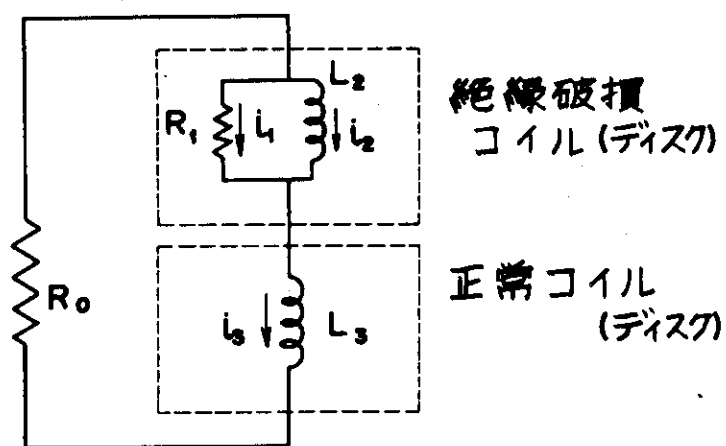 L₂
R₁
i₁
i₂
絶縁破損
コイル(ディスク)
R₀
i₃
L₃
正常コイル
(ディスク)